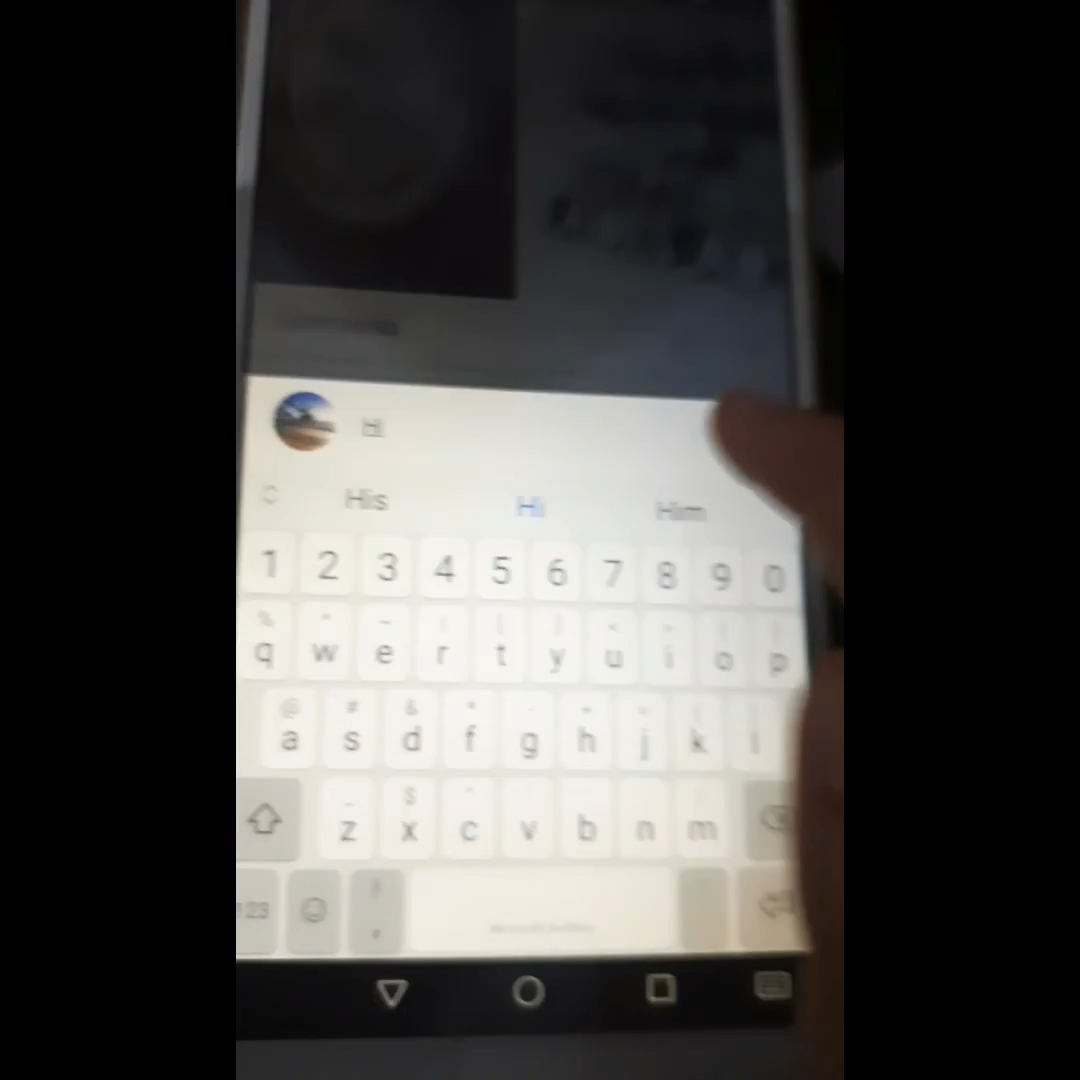 Hi
His Hi Him
1 2 3 4 5 6 7 8 9 0
q w e r t y u i o p
@ # &
a s d f g h j k l
$
z x c v b n m
123